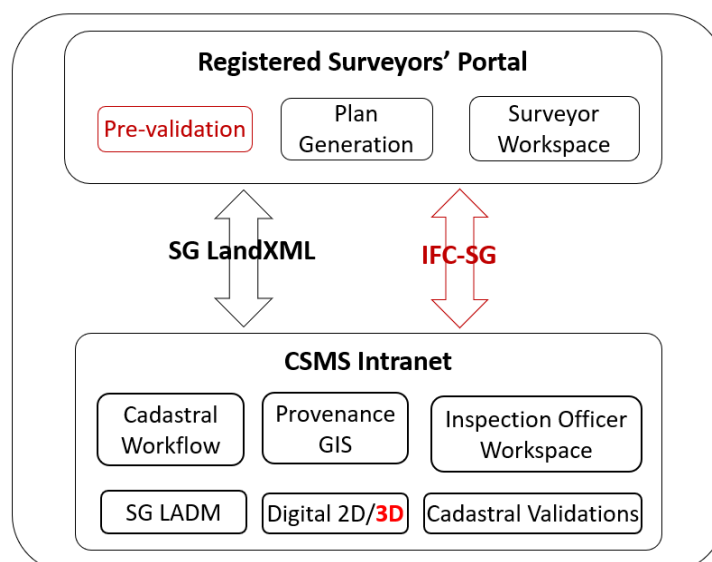 Registered Surveyors' Portal
Pre-validation
Plan
Generation
Surveyor
Workspace
SG LandXML
IFC-SG
CSMS Intranet
Cadastral
Workflow
Provenance
GIS
Inspection Officer
Workspace
SG LADM
Digital 2D/3D
Cadastral Validations